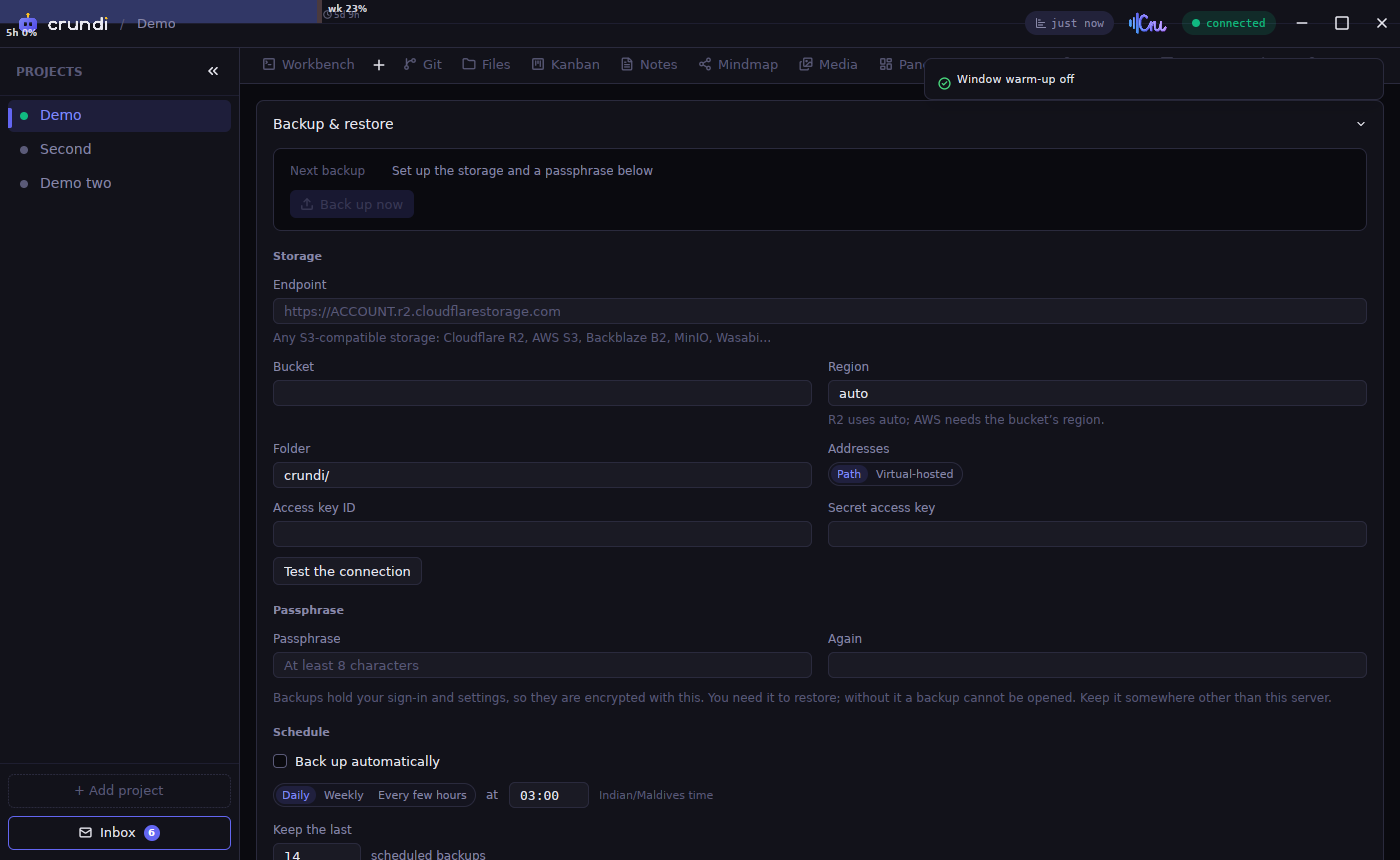 wk 23%
5d 9h
5h 0%
crundi / Demo
just now
Cru
connected
PROJECTS
Workbench
Git
Files
Kanban
Notes
Mindmap
Media
Window warm-up off
Demo
Second
Demo two
Backup & restore
Next backup Set up the storage and a passphrase below
Back up now
Storage
Endpoint
https://ACCOUNT.r2.cloudflarestorage.com
Any S3-compatible storage: Cloudflare R2, AWS S3, Backblaze B2, MinIO, Wasabi…
Bucket Region
auto
R2 uses auto; AWS needs the bucket’s region.
Folder Addresses
crundi/ Path Virtual-hosted
Access key ID Secret access key
Test the connection
Passphrase
Passphrase Again
At least 8 characters
Backups hold your sign-in and settings, so they are encrypted with this. You need it to restore; without it a backup cannot be opened. Keep it somewhere other than this server.
Schedule
Back up automatically
Daily Weekly Every few hours at 03:00 Indian/Maldives time
Keep the last
14 scheduled backups
+ Add project
Inbox 6